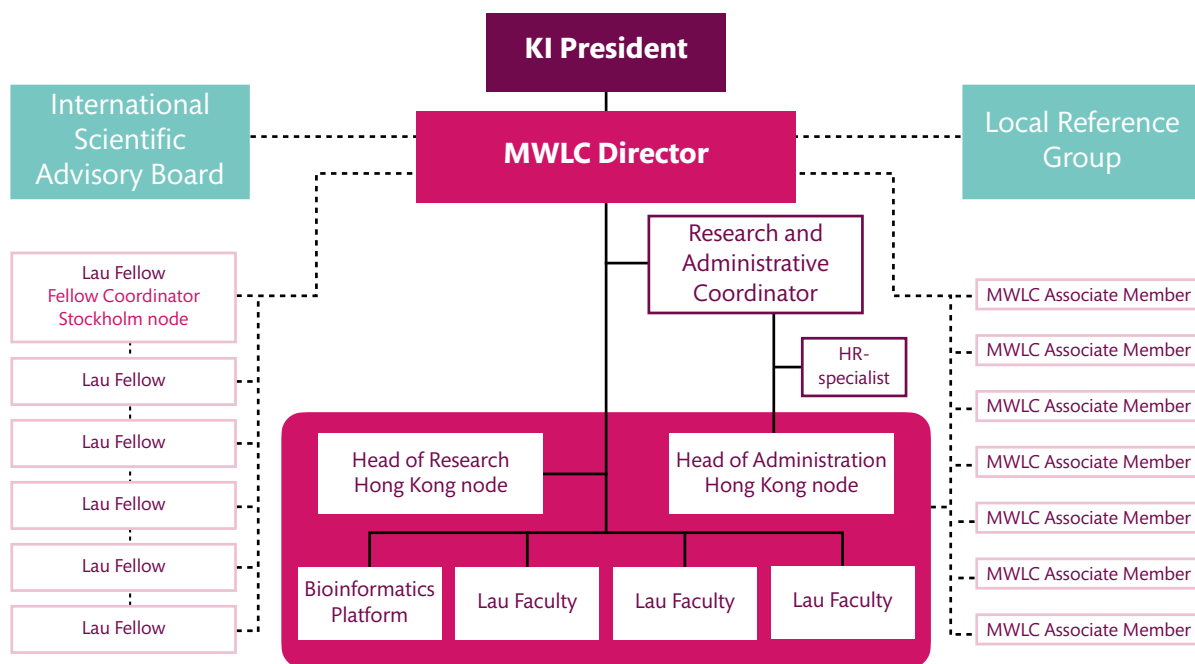 KI President
International
Scientific
Advisory Board
MWLC Director
Local Reference
Group
Research and
Administrative
Coordinator
HR-
specialist
Lau Fellow
Fellow Coordinator
Stockholm node
Lau Fellow
Lau Fellow
Lau Fellow
Lau Fellow
Lau Fellow
Head of Research
Hong Kong node
Head of Administration
Hong Kong node
Bioinformatics
Platform
Lau Faculty
Lau Faculty
Lau Faculty
MWLC Associate Member
MWLC Associate Member
MWLC Associate Member
MWLC Associate Member
MWLC Associate Member
MWLC Associate Member
MWLC Associate Member